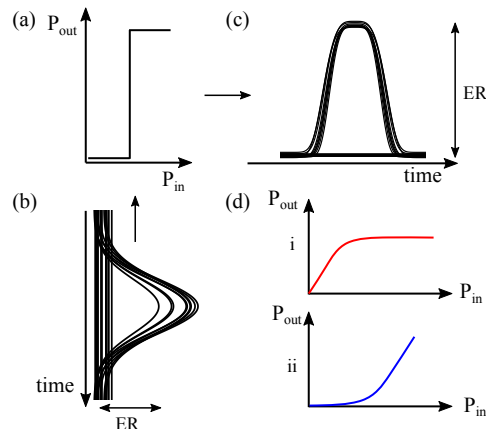 (a)
P_out
P_in
(c)
ER
time
(b)
time
ER
(d)
P_out
i
P_in
P_out
ii
P_in